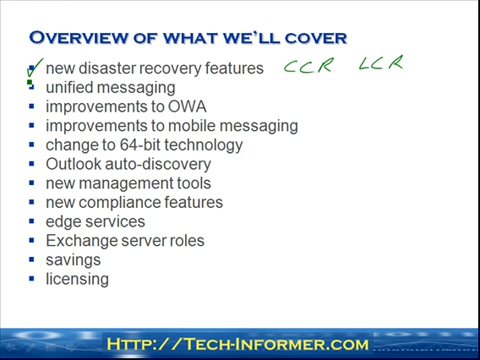 Overview of what we'll cover
new disaster recovery features CCR LCR
unified messaging
improvements to OWA
improvements to mobile messaging
change to 64-bit technology
Outlook auto-discovery
new management tools
new compliance features
edge services
Exchange server roles
savings
licensing
Http://Tech-Informer.com